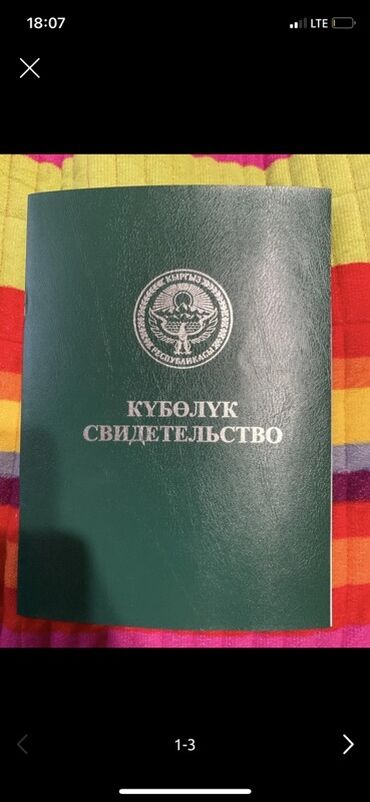 18:07
LTE
КЫРГЫЗ
РЕСПУБЛИКАСЫ
КҮБӨЛҮК
СВИДЕТЕЛЬСТВО
1-3